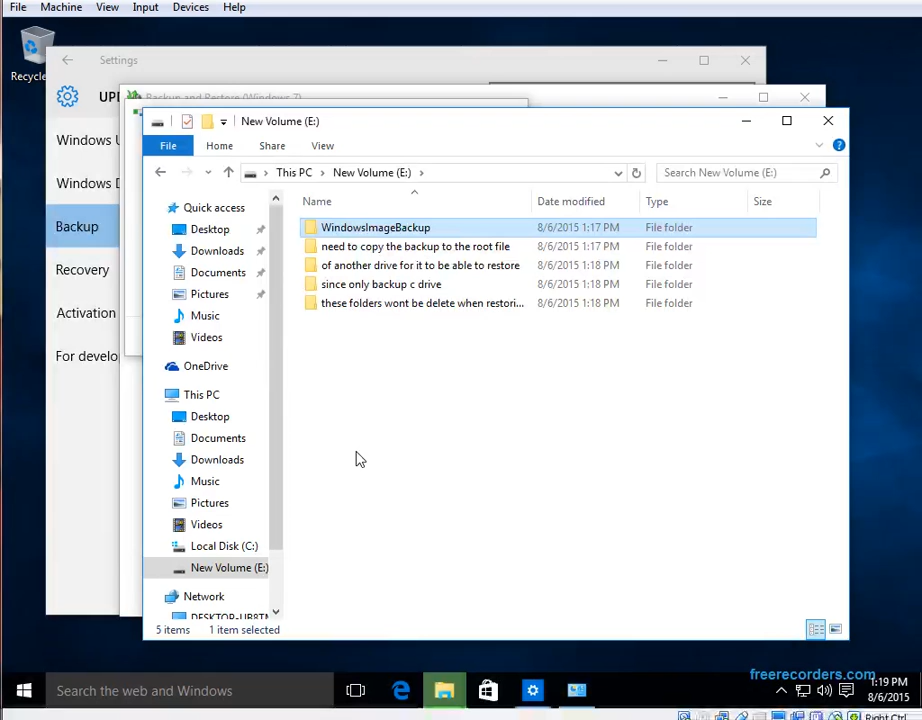 File Machine View Input Devices Help
Recycle
Settings
UP
Backup and Restore (Windows 7)
New Volume (E:)
File Home Share View
This PC New Volume (E:)
Search New Volume (E:)
Name Date modified Type Size
WindowsImageBackup 8/6/2015 1:17 PM File folder
need to copy the backup to the root file 8/6/2015 1:17 PM File folder
of another drive for it to be able to restore 8/6/2015 1:18 PM File folder
since only backup c drive 8/6/2015 1:18 PM File folder
these folders wont be delete when restori... 8/6/2015 1:18 PM File folder
Windows U
Windows D
Backup
Recovery
Activation
For develo
Quick access
Desktop
Downloads
Documents
Pictures
Music
Videos
OneDrive
This PC
Desktop
Documents
Downloads
Music
Pictures
Videos
Local Disk (C:)
New Volume (E:)
Network
5 items 1 item selected
Search the web and Windows
freerecorders.com
1:19 PM
8/6/2015
Right Ctrl